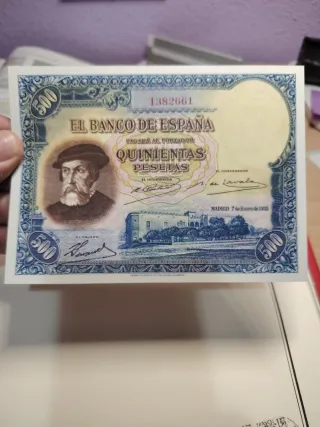 500
1382661
EL BANCO DE ESPAÑA
PAGARÁ AL PORTADOR
QUINIENTAS
PESETAS
EL GOBERNADOR
EL INTERVENTOR
MADRID 7 de Enero de 1935
EL CAJERO
500
500